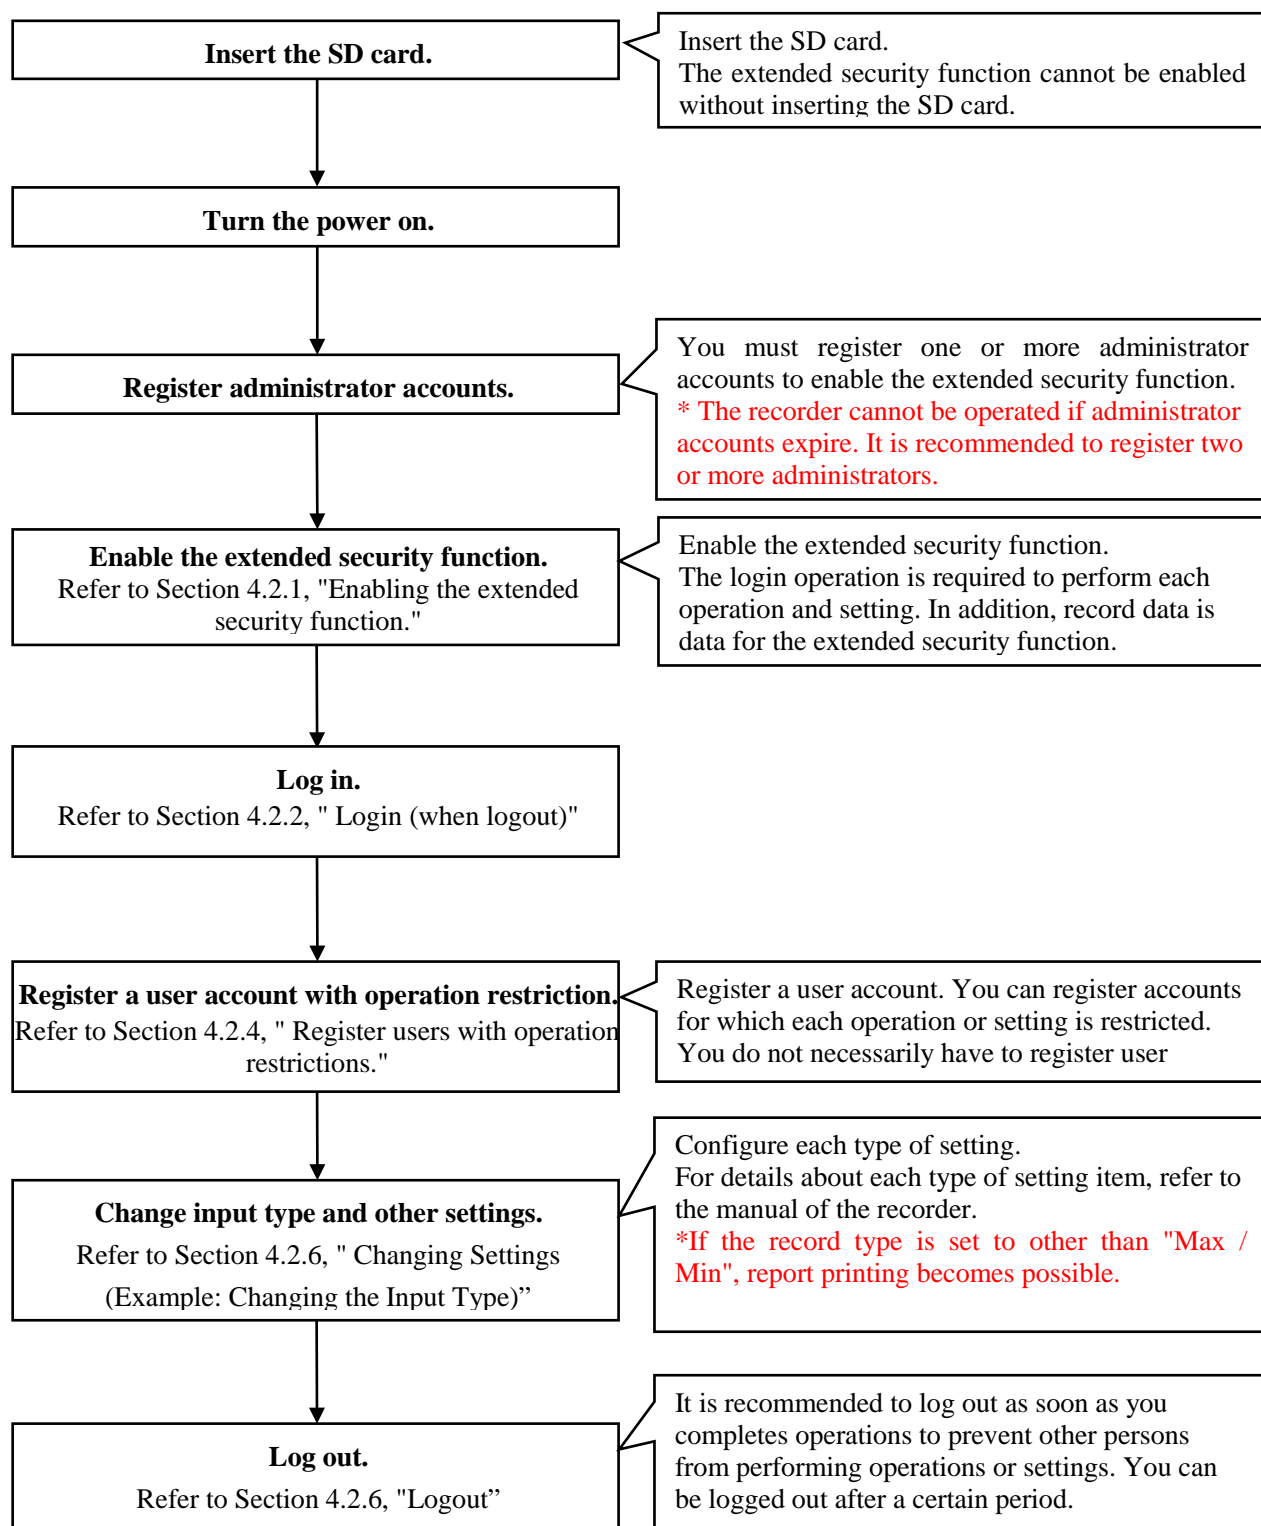 Insert the SD card.
Insert the SD card.
The extended security function cannot be enabled
without inserting the SD card.
Turn the power on.
Register administrator accounts.
You must register one or more administrator
accounts to enable the extended security function.
* The recorder cannot be operated if administrator
accounts expire. It is recommended to register two
or more administrators.
Enable the extended security function.
Refer to Section 4.2.1, "Enabling the extended
security function."
Enable the extended security function.
The login operation is required to perform each
operation and setting. In addition, record data is
data for the extended security function.
Log in.
Refer to Section 4.2.2, " Login (when logout)"
Register a user account with operation restriction.
Refer to Section 4.2.4, " Register users with operation
restrictions."
Register a user account. You can register accounts
for which each operation or setting is restricted.
You do not necessarily have to register user
Change input type and other settings.
Refer to Section 4.2.6, " Changing Settings
(Example: Changing the Input Type)”
Configure each type of setting.
For details about each type of setting item, refer to
the manual of the recorder.
*If the record type is set to other than "Max /
Min", report printing becomes possible.
Log out.
Refer to Section 4.2.6, "Logout”
It is recommended to log out as soon as you
completes operations to prevent other persons
from performing operations or settings. You can
be logged out after a certain period.